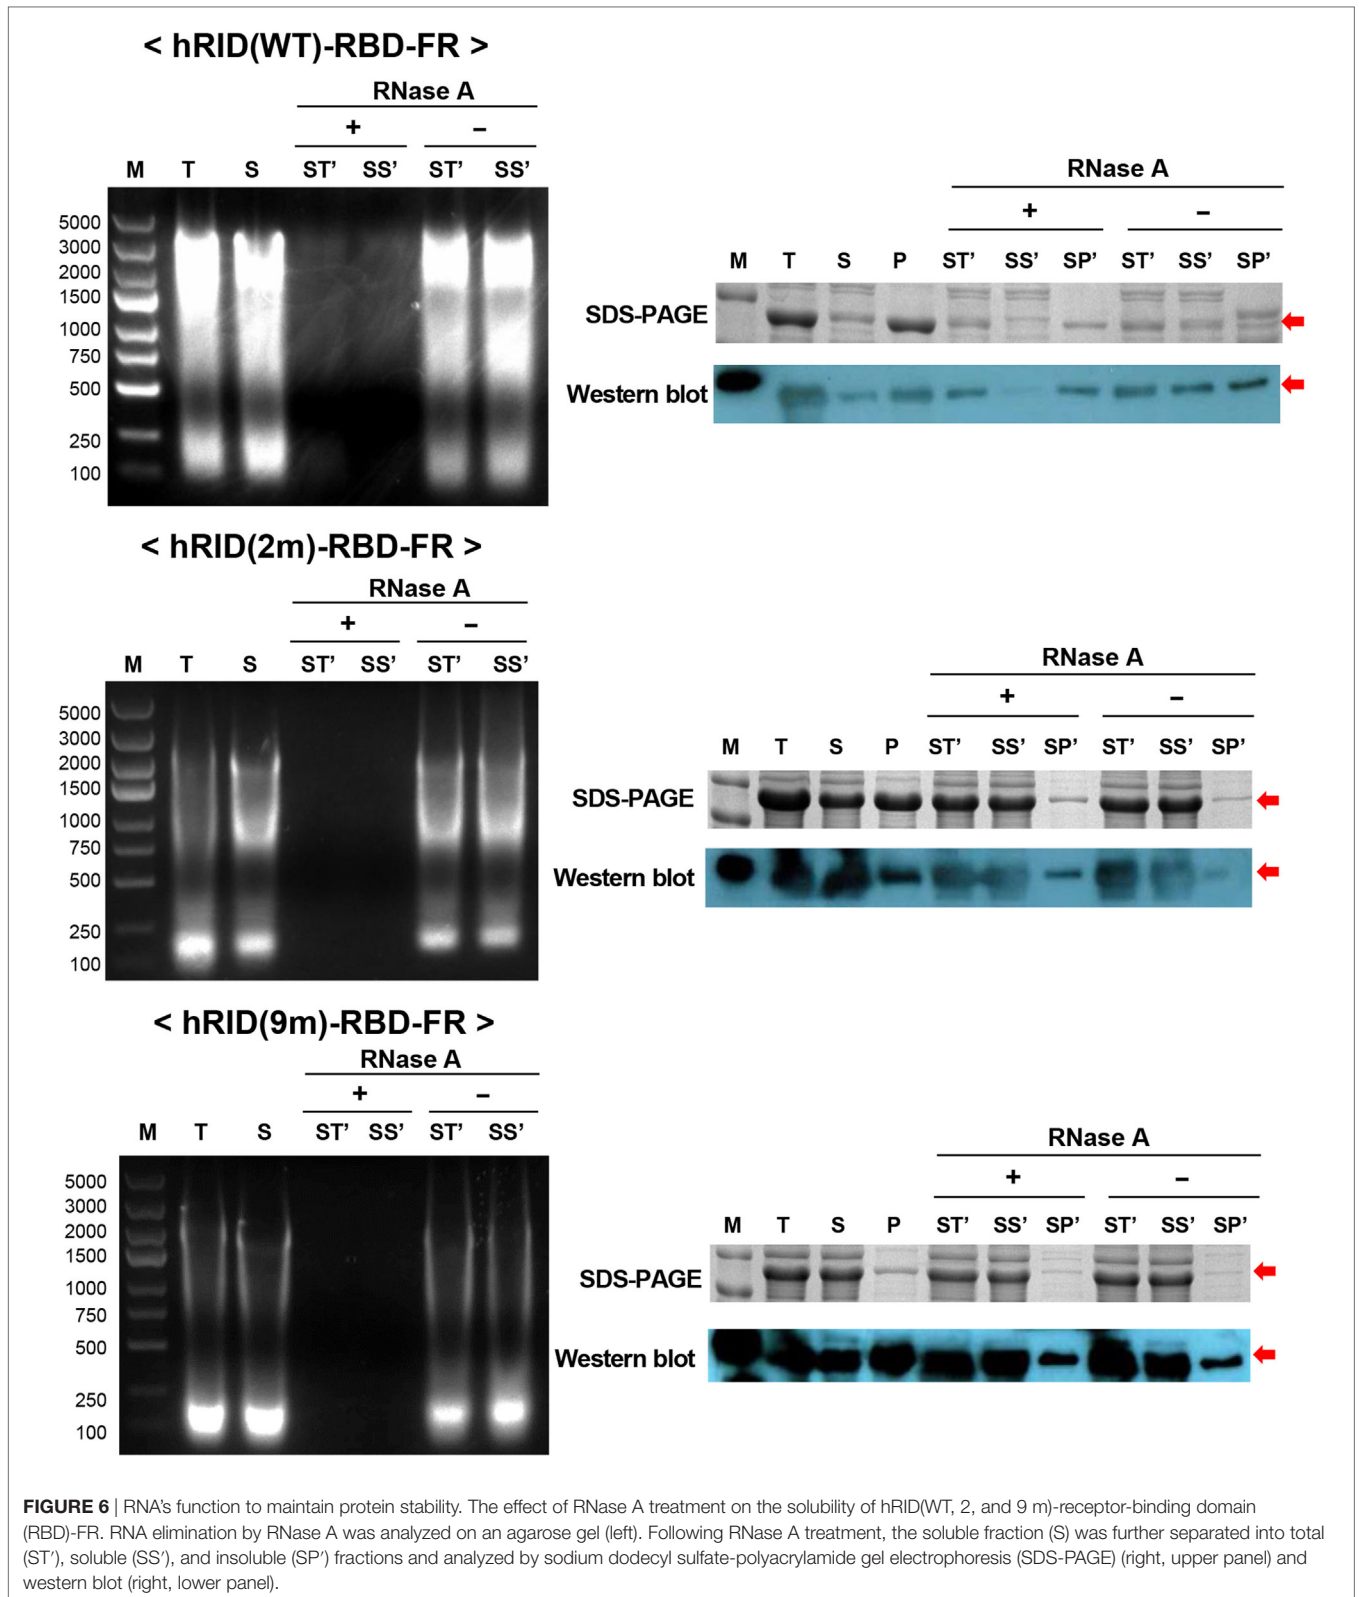 < hRID(WT)-RBD-FR >
RNase A
+ –
M T S ST’ SS’ ST’ SS’
5000
3000
2000
1500
1000
750
500
250
100
RNase A
+ –
M T S P ST’ SS’ SP’ ST’ SS’ SP’
SDS-PAGE
Western blot
< hRID(2m)-RBD-FR >
RNase A
+ –
M T S ST’ SS’ ST’ SS’
5000
3000
2000
1500
1000
750
500
250
100
RNase A
+ –
M T S P ST’ SS’ SP’ ST’ SS’ SP’
SDS-PAGE
Western blot
< hRID(9m)-RBD-FR >
RNase A
+ –
M T S ST’ SS’ ST’ SS’
5000
3000
2000
1500
1000
750
500
250
100
RNase A
+ –
M T S P ST’ SS’ SP’ ST’ SS’ SP’
SDS-PAGE
Western blot
FIGURE 6 | RNA’s function to maintain protein stability. The effect of RNase A treatment on the solubility of hRID(WT, 2, and 9 m)-receptor-binding domain
(RBD)-FR. RNA elimination by RNase A was analyzed on an agarose gel (left). Following RNase A treatment, the soluble fraction (S) was further separated into total
(ST′), soluble (SS′), and insoluble (SP′) fractions and analyzed by sodium dodecyl sulfate-polyacrylamide gel electrophoresis (SDS-PAGE) (right, upper panel) and
western blot (right, lower panel).